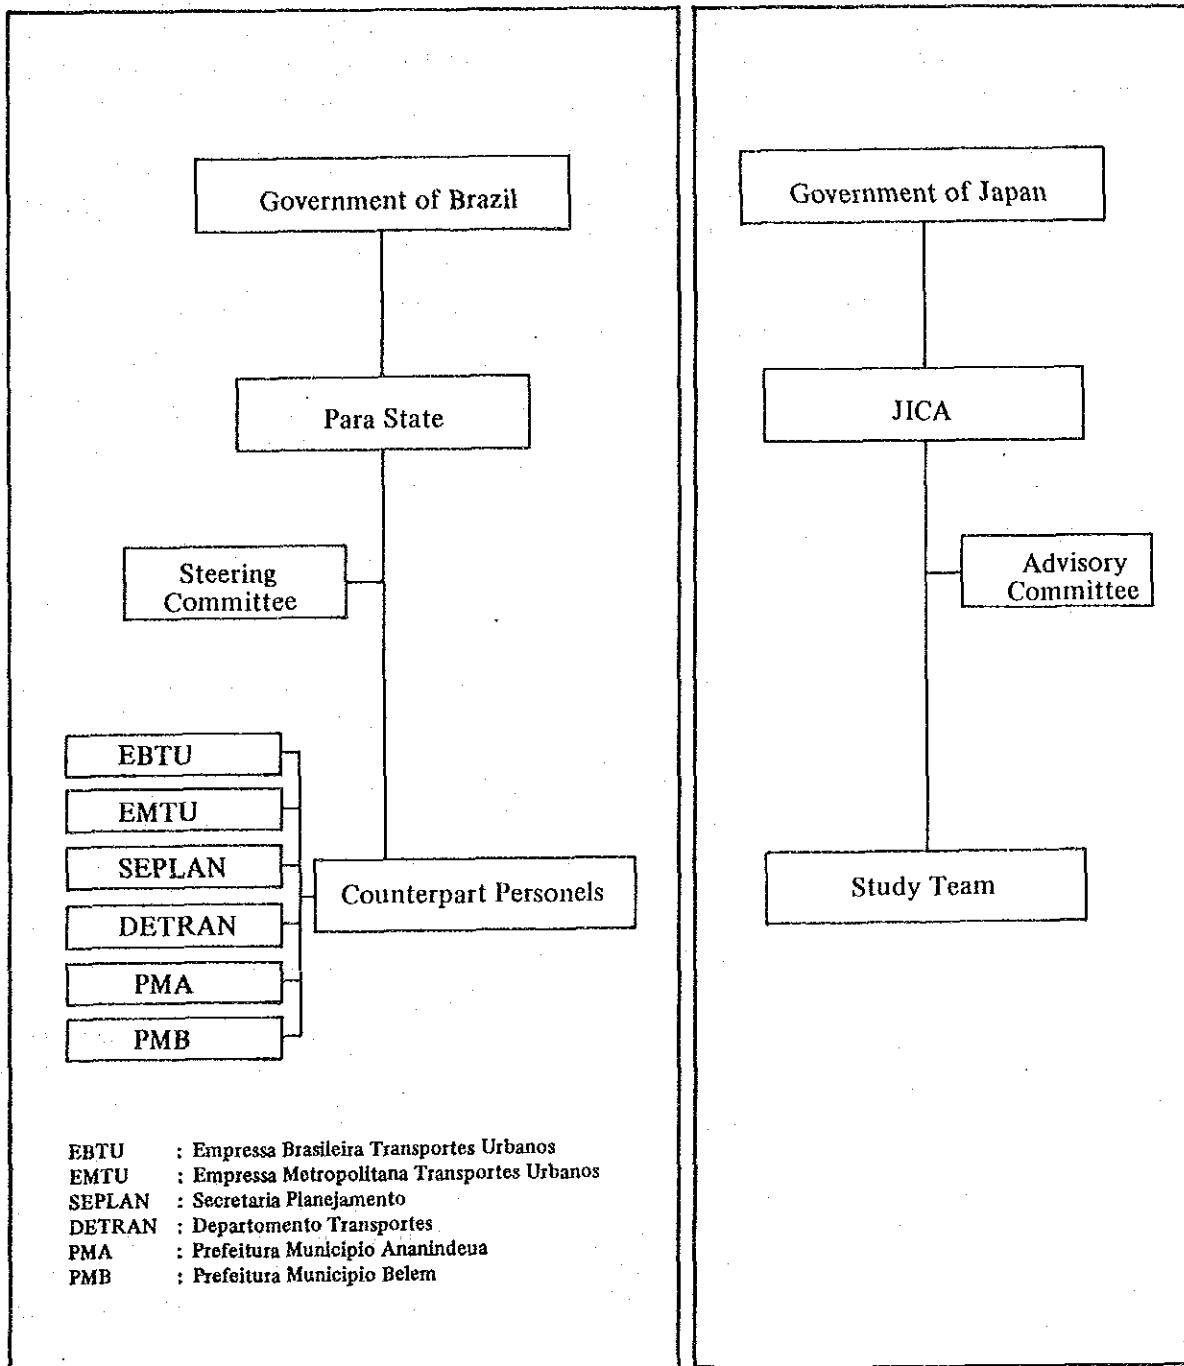 Government of Brazil
Para State
Steering
Committee
EBTU
EMTU
SEPLAN
DETRAN
PMA
PMB
Counterpart Personels
EBTU : Empressa Brasileira Transportes Urbanos
EMTU : Empressa Metropolitana Transportes Urbanos
SEPLAN : Secretaria Planejamento
DETRAN : Departomento Transportes
PMA : Prefeitura Municipio Ananindeua
PMB : Prefeitura Municipio Belem
Government of Japan
JICA
Advisory
Committee
Study Team